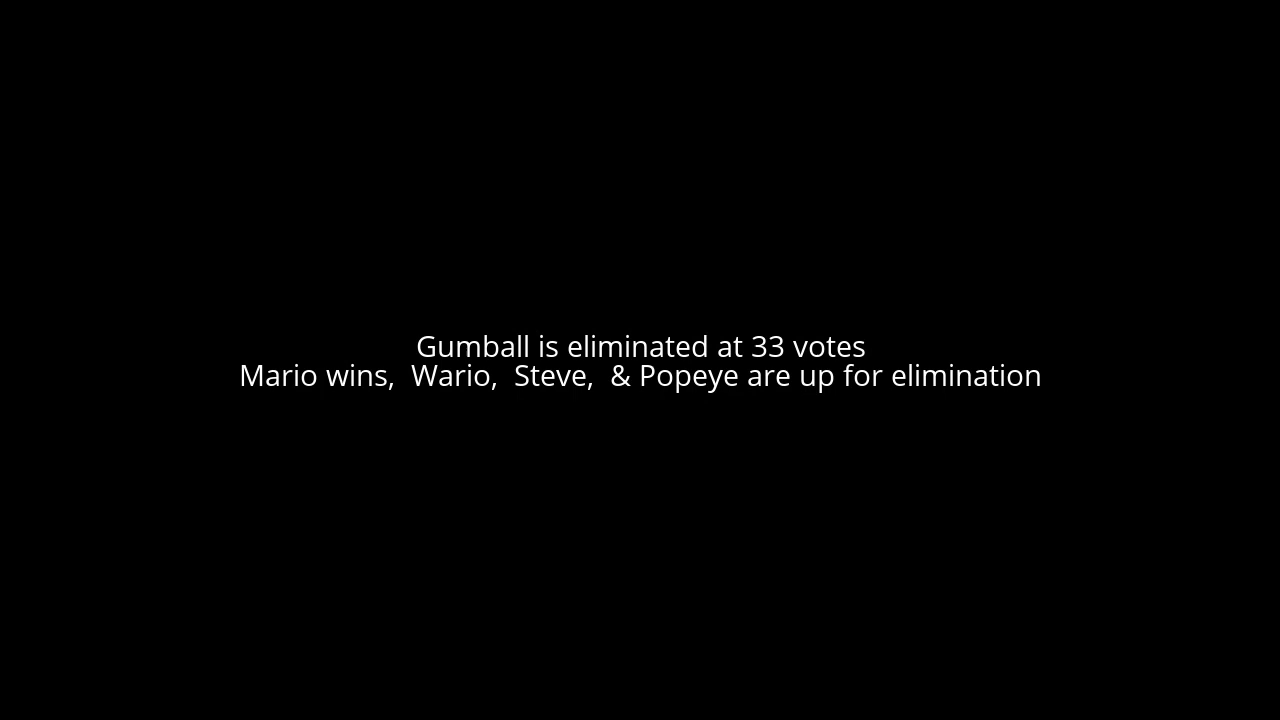 Gumball is eliminated at 33 votes
Mario wins,  Wario,  Steve,  & Popeye are up for elimination